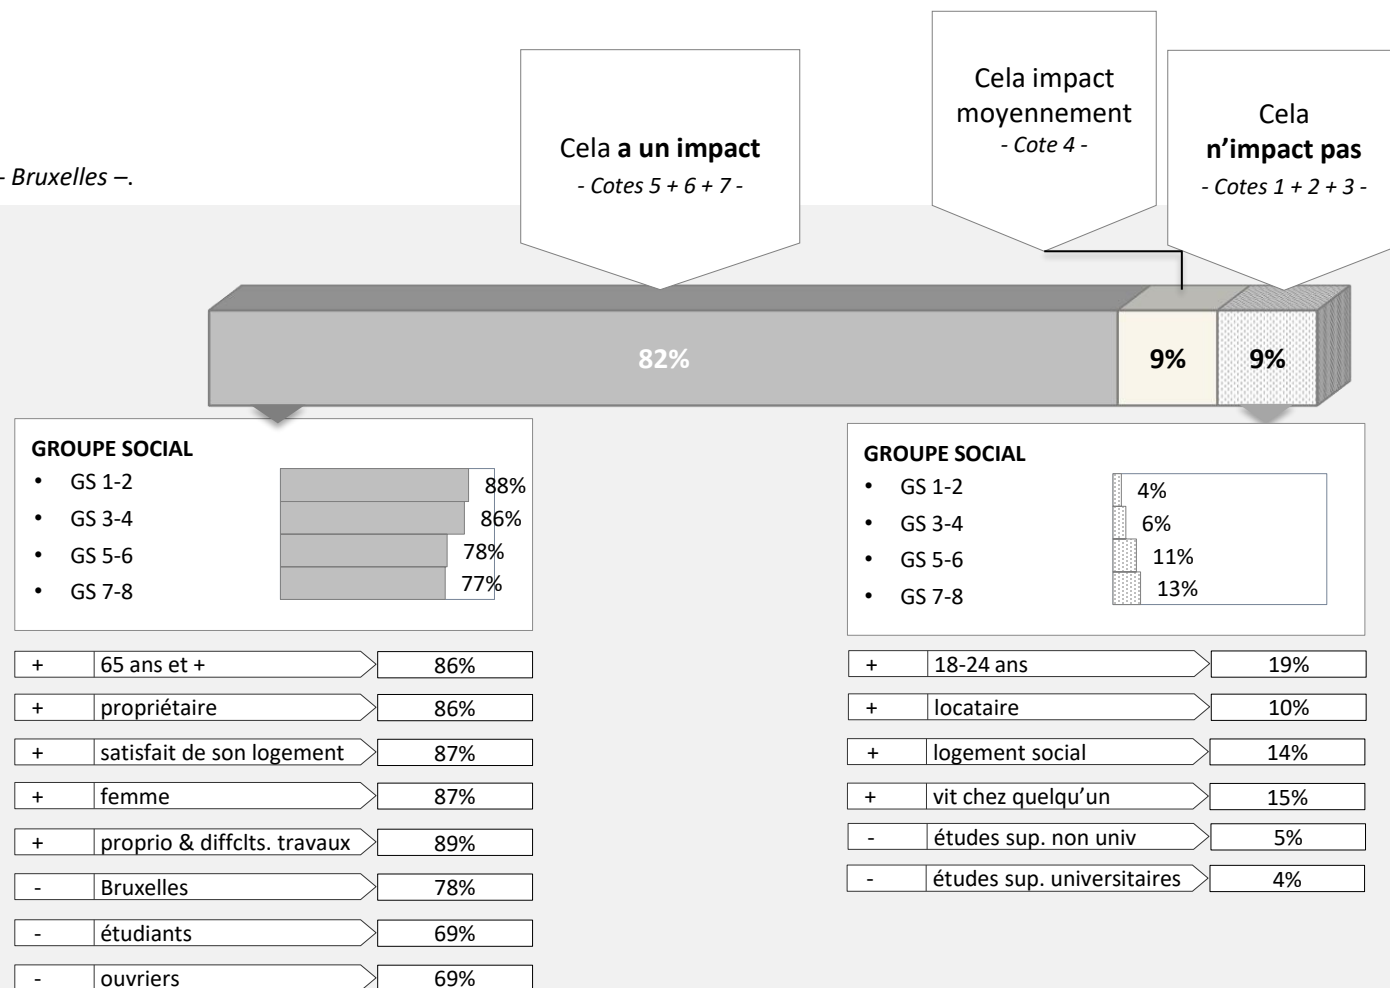 Cela a un impact
- Cotes 5 + 6 + 7 -
Cela impact
moyennement
- Cote 4 -
Cela
n’impact pas
- Cotes 1 + 2 + 3 -
- Bruxelles –.
82%
9%
9%
GROUPE SOCIAL
• GS 1-2 88%
• GS 3-4 86%
• GS 5-6 78%
• GS 7-8 77%
+ 65 ans et + 86%
+ propriétaire 86%
+ satisfait de son logement 87%
+ femme 87%
+ proprio & diffclts. travaux 89%
- Bruxelles 78%
- étudiants 69%
- ouvriers 69%
GROUPE SOCIAL
• GS 1-2 4%
• GS 3-4 6%
• GS 5-6 11%
• GS 7-8 13%
+ 18-24 ans 19%
+ locataire 10%
+ logement social 14%
+ vit chez quelqu’un 15%
- études sup. non univ 5%
- études sup. universitaires 4%